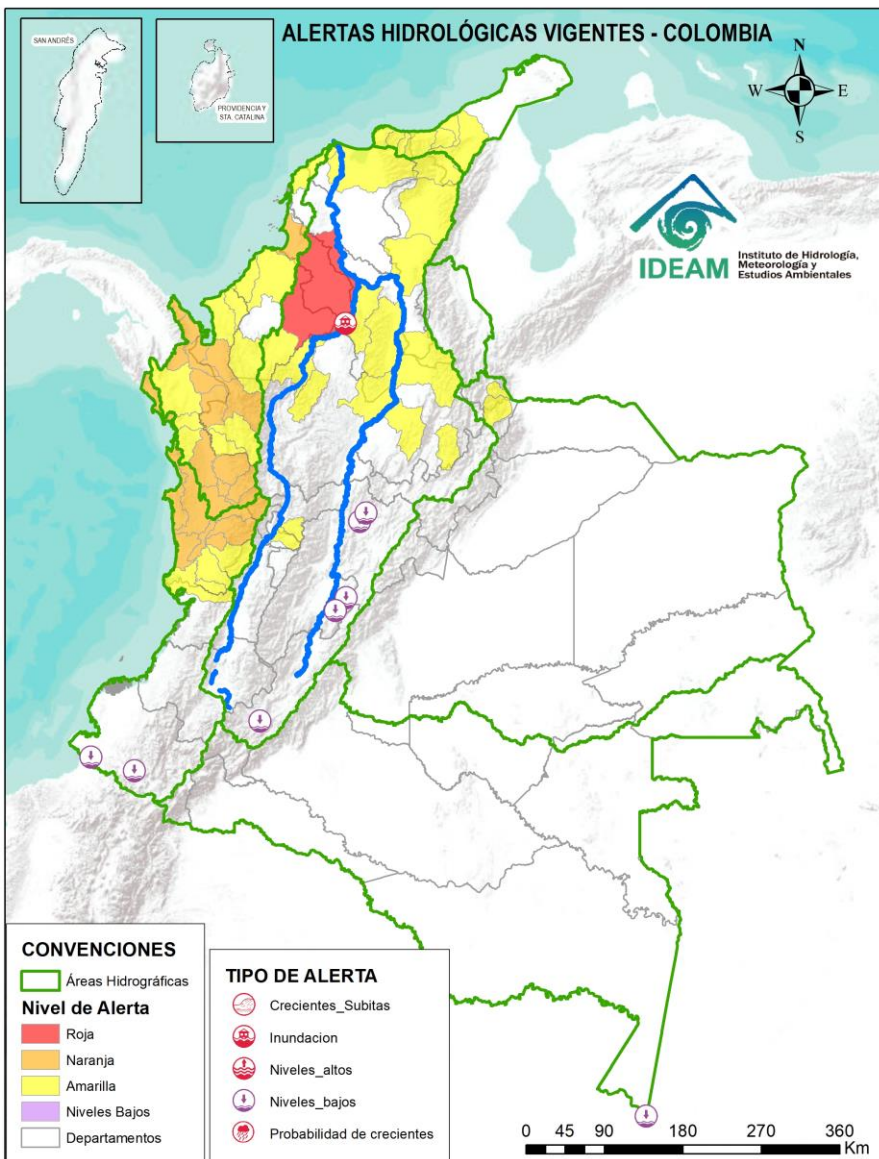 ALERTAS HIDROLÓGICAS VIGENTES - COLOMBIA
SAN ANDRÉS
PROVIDENCIA Y
STA. CATALINA
N
W
E
S
IDEAM
Instituto de Hidrología,
Meteorología y
Estudios Ambientales
CONVENCIONES
Áreas Hidrográficas
Nivel de Alerta
Roja
Naranja
Amarilla
Niveles Bajos
Departamentos
TIPO DE ALERTA
Crecientes_Subitas
Inundacion
Niveles_altos
Niveles_bajos
Probabilidad de crecientes
0 45 90 180 270 360
Km